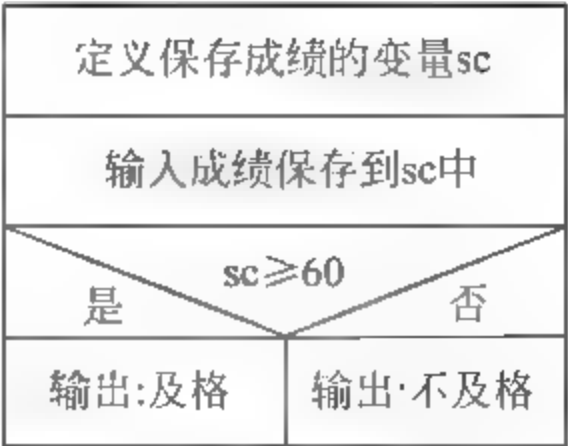 定义保存成绩的变量sc
输入成绩保存到sc中
sc≥60
是
否
输出:及格
输出·不及格